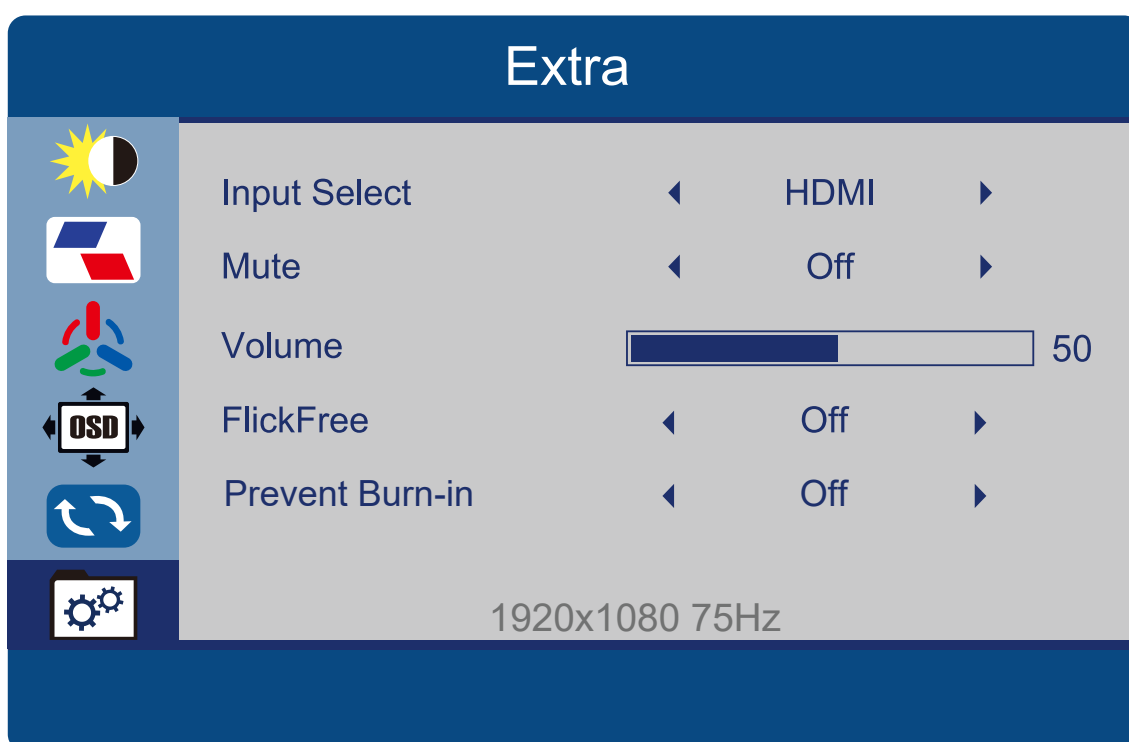 Extra
Input Select HDMI
Mute Off
Volume 50
OSD
FlickFree Off
Prevent Burn-in Off
1920x1080 75Hz